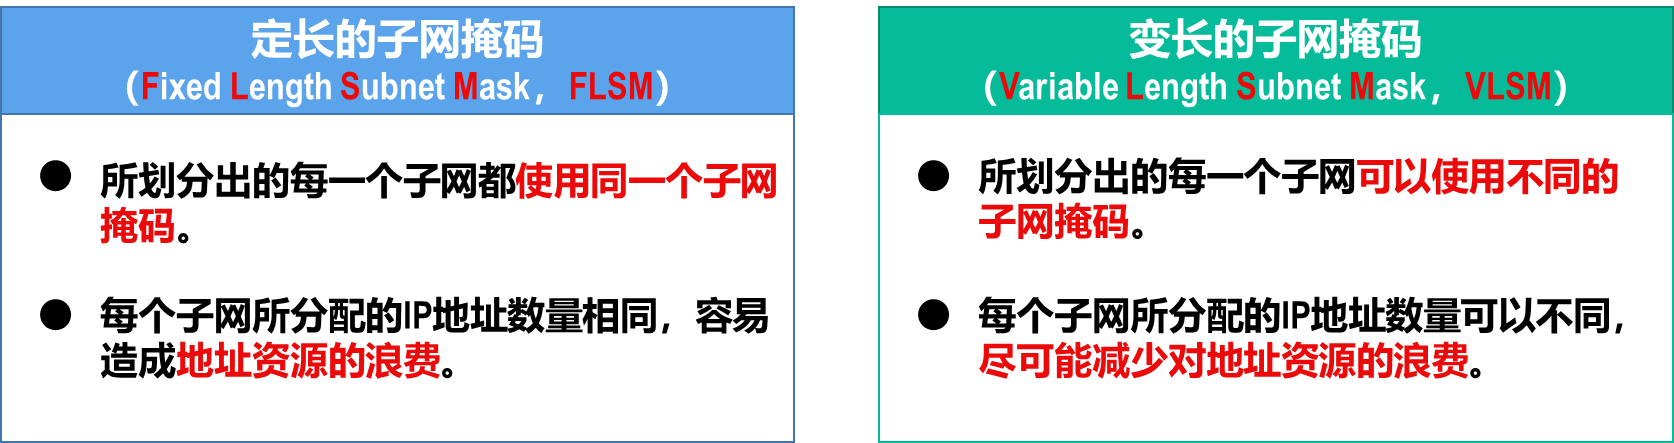 定长的子网掩码
（Fixed Length Subnet Mask，FLSM）
● 所划分出的每一个子网都使用同一个子网
掩码。
● 每个子网所分配的IP地址数量相同，容易
造成地址资源的浪费。
变长的子网掩码
（Variable Length Subnet Mask，VLSM）
● 所划分出的每一个子网可以使用不同的
子网掩码。
● 每个子网所分配的IP地址数量可以不同，
尽可能减少对地址资源的浪费。